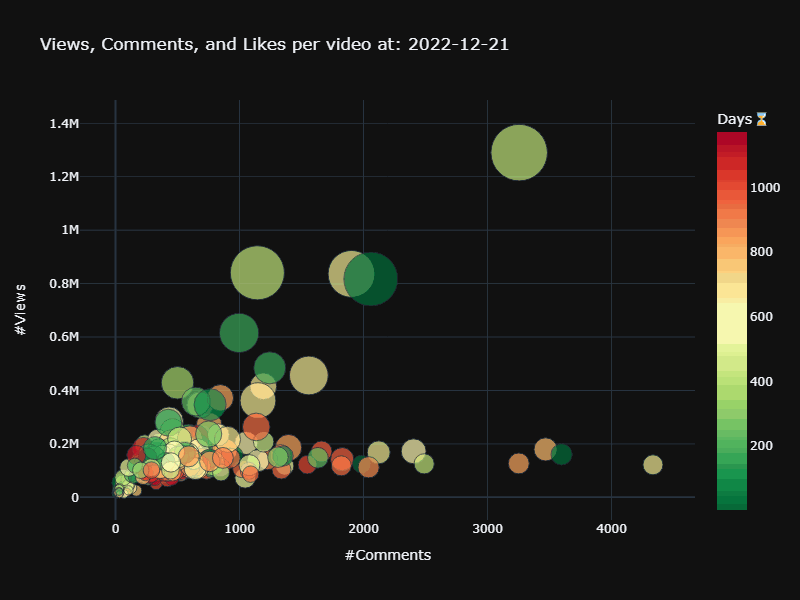 Views, Comments, and Likes per video at: 2022-12-21
Days⏳
1.4M
1.2M
1M
0.8M
0.6M
0.4M
0.2M
0
#Views
0
1000
2000
3000
4000
#Comments
1000
800
600
400
200